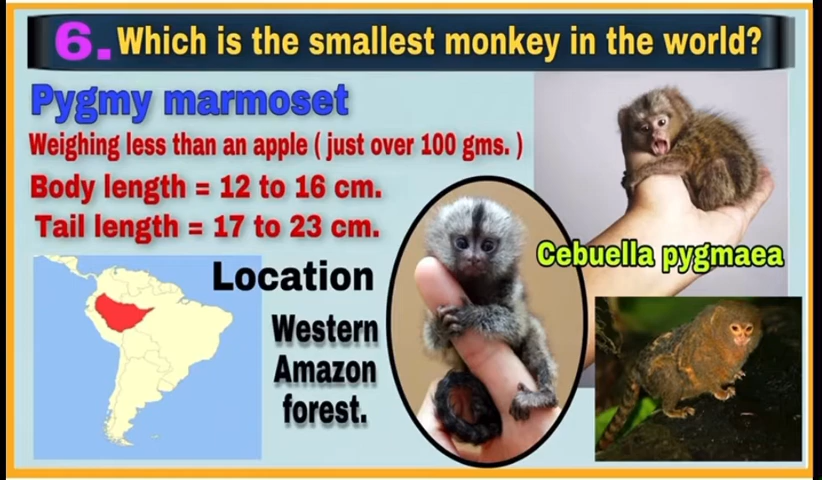 6. Which is the smallest monkey in the world?
Pygmy marmoset
Weighing less than an apple ( just over 100 gms. )
Body length = 12 to 16 cm.
Tail length = 17 to 23 cm.
Cebuella pygmaea
Location
Western
Amazon
forest.